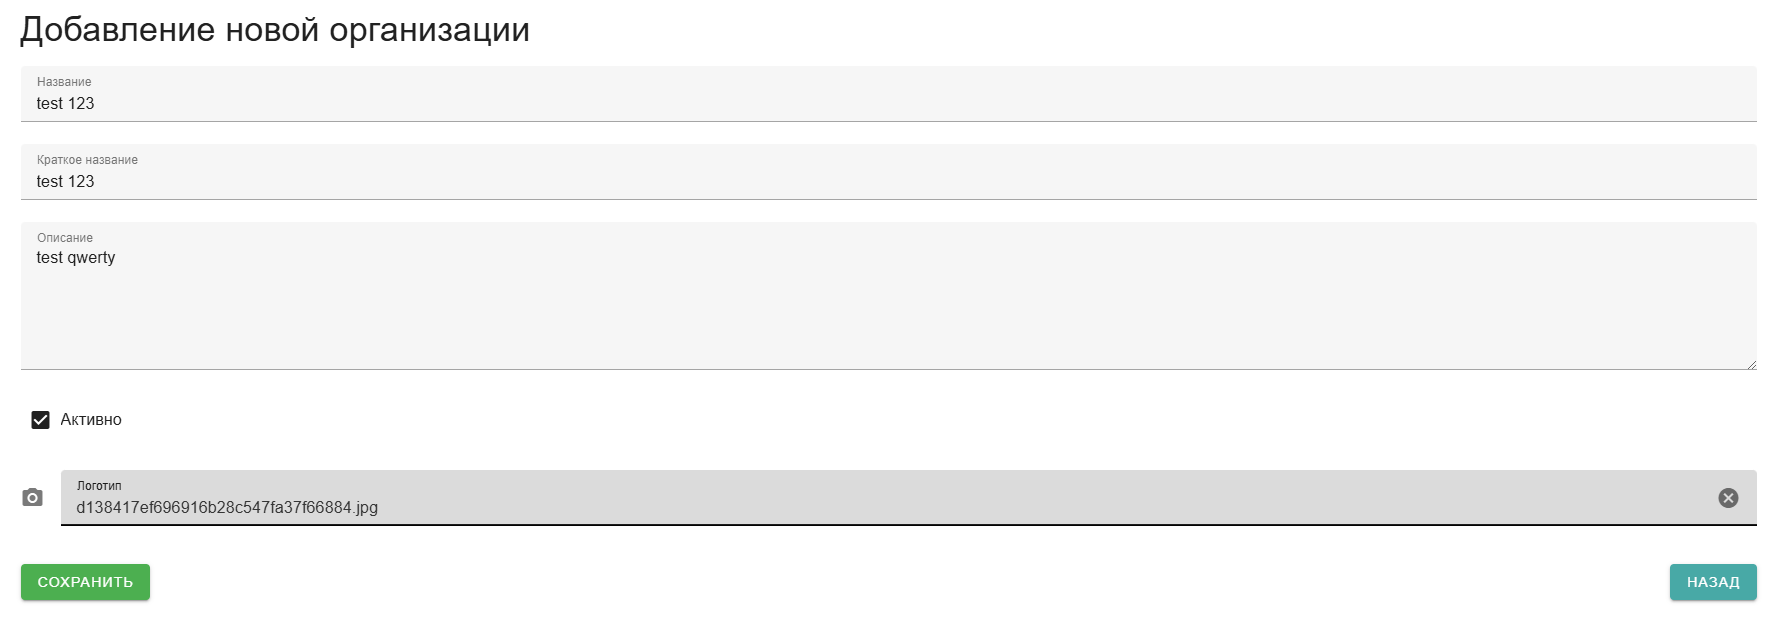 Добавление новой организации
Название
test 123
Краткое название
test 123
Описание
test qwerty
Активно
Логотип
d138417ef696916b28c547fa37f66884.jpg
СОХРАНИТЬ
НАЗАД